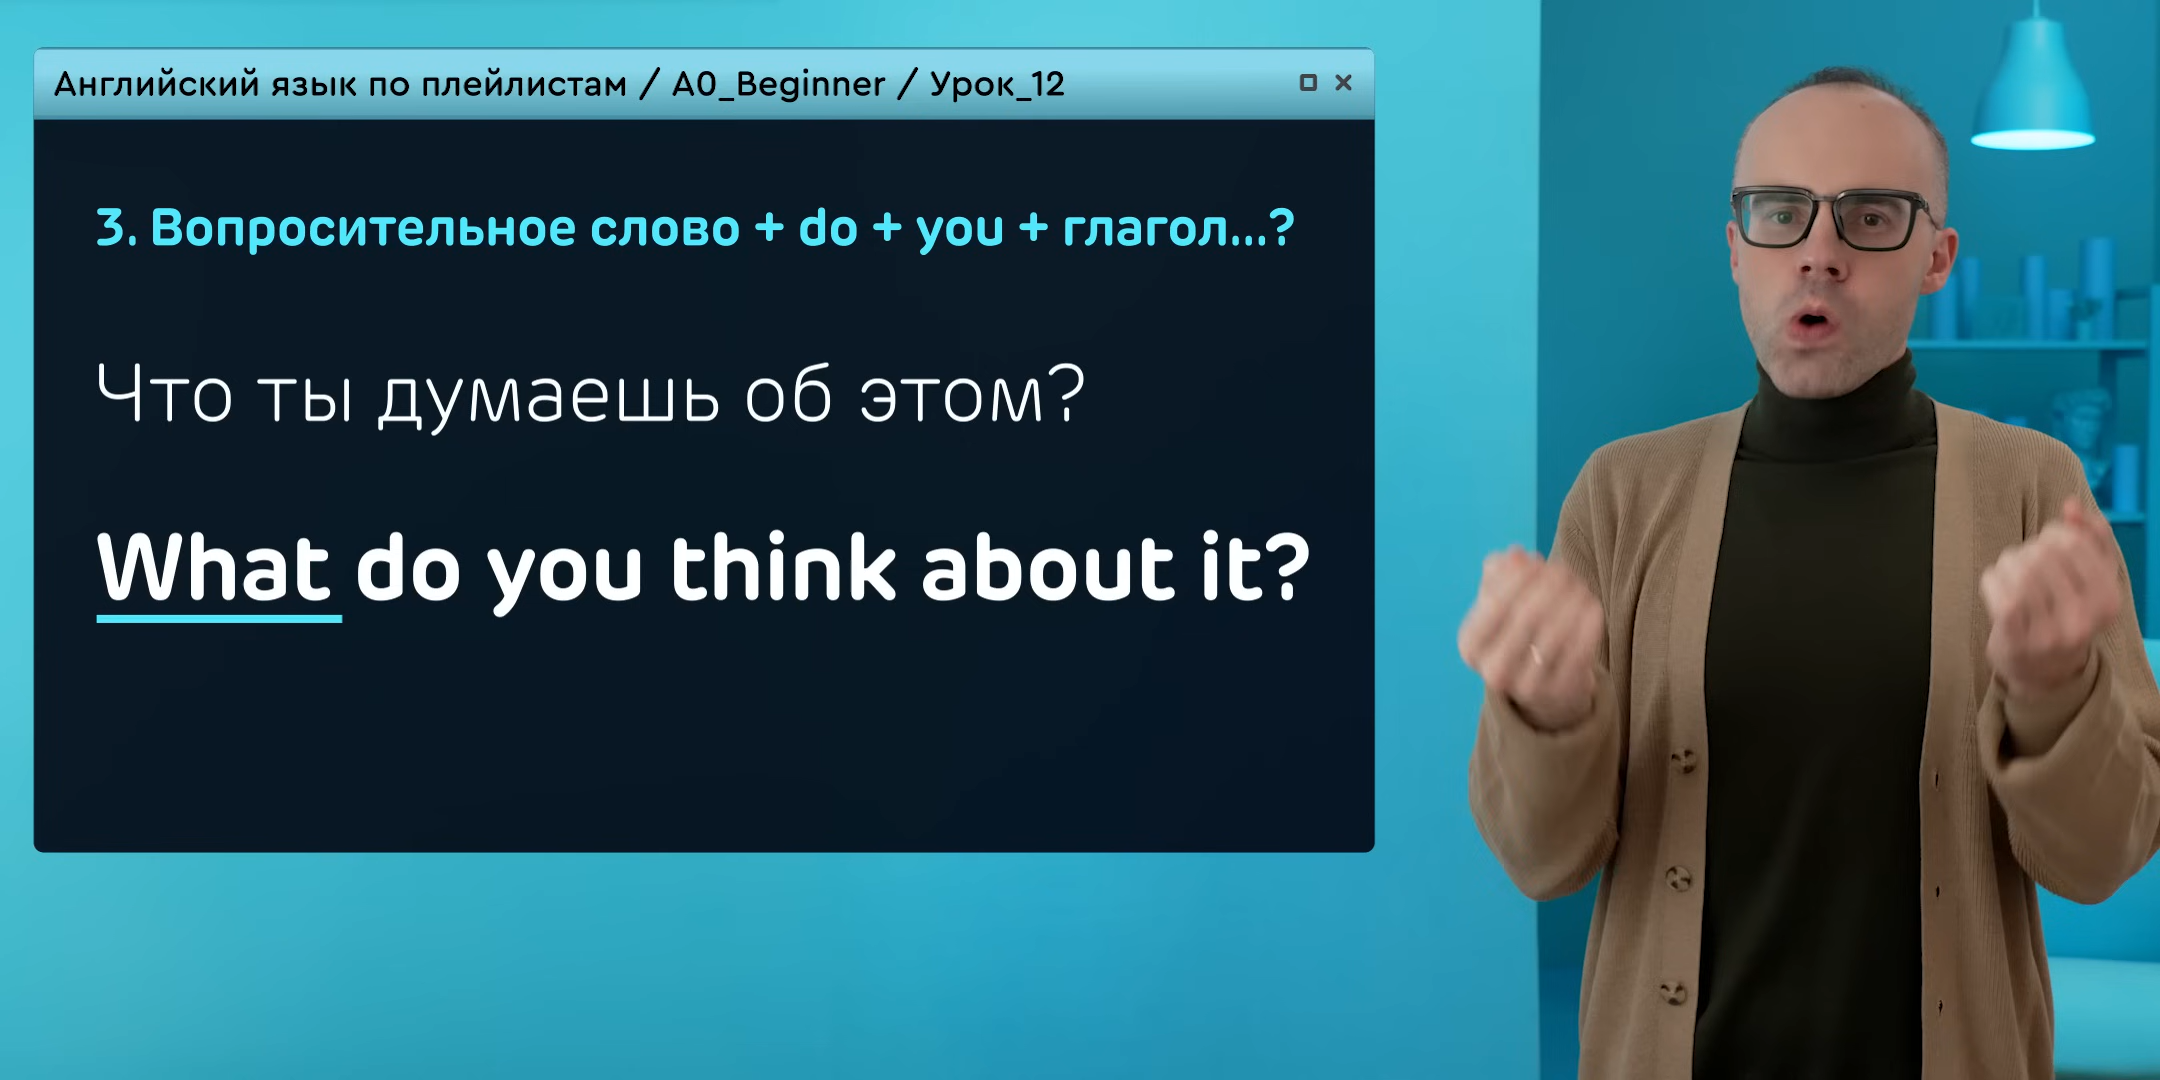 Английский язык по плейлистам / A0_Beginner / Урок_12
3. Вопросительное слово + do + you + глагол...?
Что ты думаешь об этом?
What do you think about it?